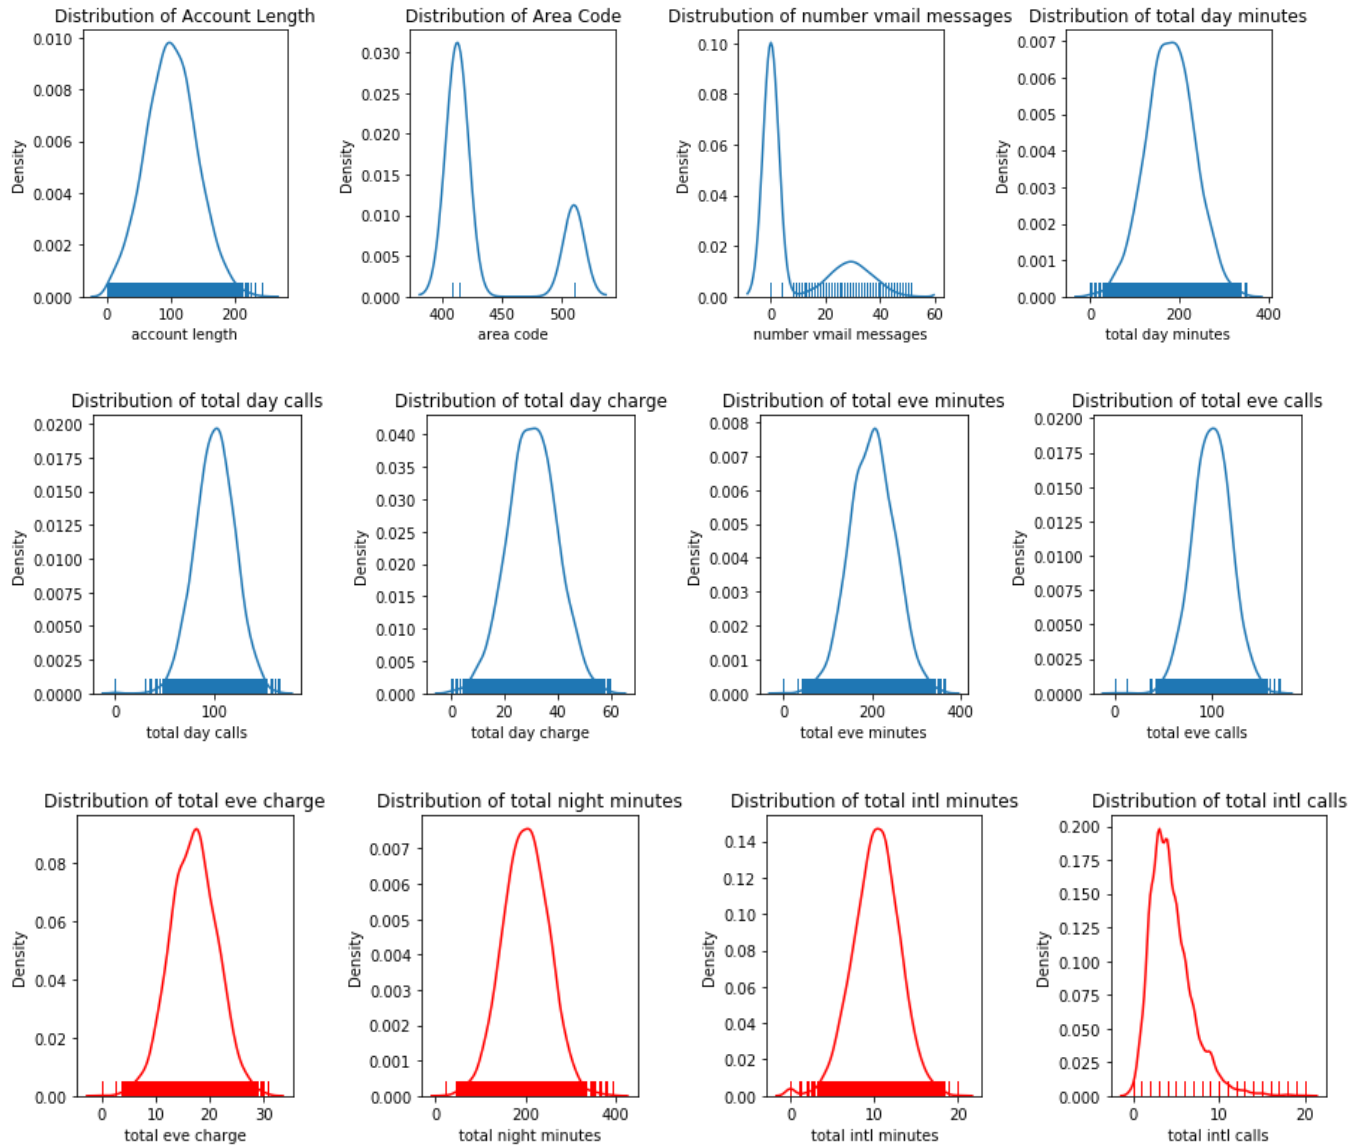 Distribution of Account Length
0.010
0.008
0.006
0.004
0.002
0.000
Density
0 100 200
account length
Distribution of Area Code
0.030
0.025
0.020
0.015
0.010
0.005
0.000
Density
400 450 500
area code
Distrubution of number vmail messages
0.10
0.08
0.06
0.04
0.02
0.00
Density
0 20 40 60
number vmail messages
Distribution of total day minutes
0.007
0.006
0.005
0.004
0.003
0.002
0.001
0.000
Density
0 200 400
total day minutes
Distribution of total day calls
0.0200
0.0175
0.0150
0.0125
0.0100
0.0075
0.0050
0.0025
0.0000
Density
0 100
total day calls
Distribution of total day charge
0.040
0.035
0.030
0.025
0.020
0.015
0.010
0.005
0.000
Density
0 20 40 60
total day charge
Distribution of total eve minutes
0.008
0.007
0.006
0.005
0.004
0.003
0.002
0.001
0.000
Density
0 200 400
total eve minutes
Distribution of total eve calls
0.0200
0.0175
0.0150
0.0125
0.0100
0.0075
0.0050
0.0025
0.0000
Density
0 100
total eve calls
Distribution of total eve charge
0.08
0.06
0.04
0.02
0.00
Density
0 10 20 30
total eve charge
Distribution of total night minutes
0.007
0.006
0.005
0.004
0.003
0.002
0.001
0.000
Density
0 200 400
total night minutes
Distribution of total intl minutes
0.14
0.12
0.10
0.08
0.06
0.04
0.02
0.00
Density
0 10 20
total intl minutes
Distribution of total intl calls
0.200
0.175
0.150
0.125
0.100
0.075
0.050
0.025
0.000
Density
0 10 20
total intl calls